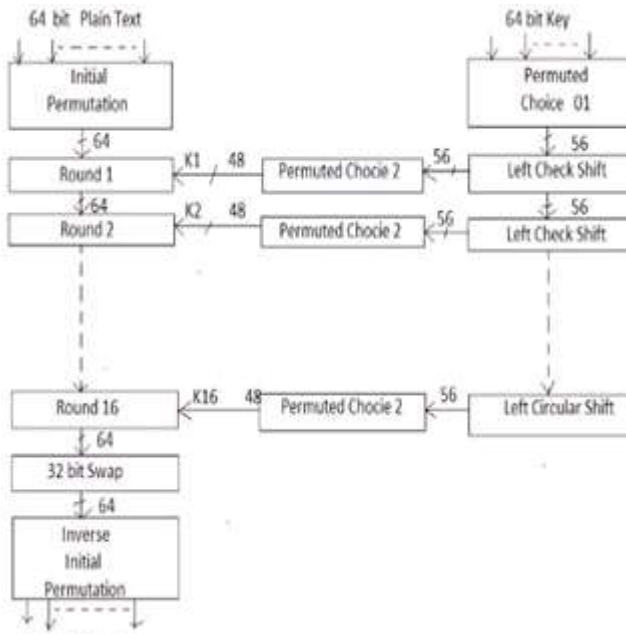 64 bit Plain Text
64 bit Key
Initial
Permutation
Permuted
Choice 01
64
56
Round 1
K1
48
Permuted Chocie 2
56
Left Check Shift
64
56
Round 2
K2
48
Permuted Chocie 2
56
Left Check Shift
Round 16
K16
48
Permuted Chocie 2
56
Left Circular Shift
64
32 bit Swap
64
Inverse
Initial
Permutation